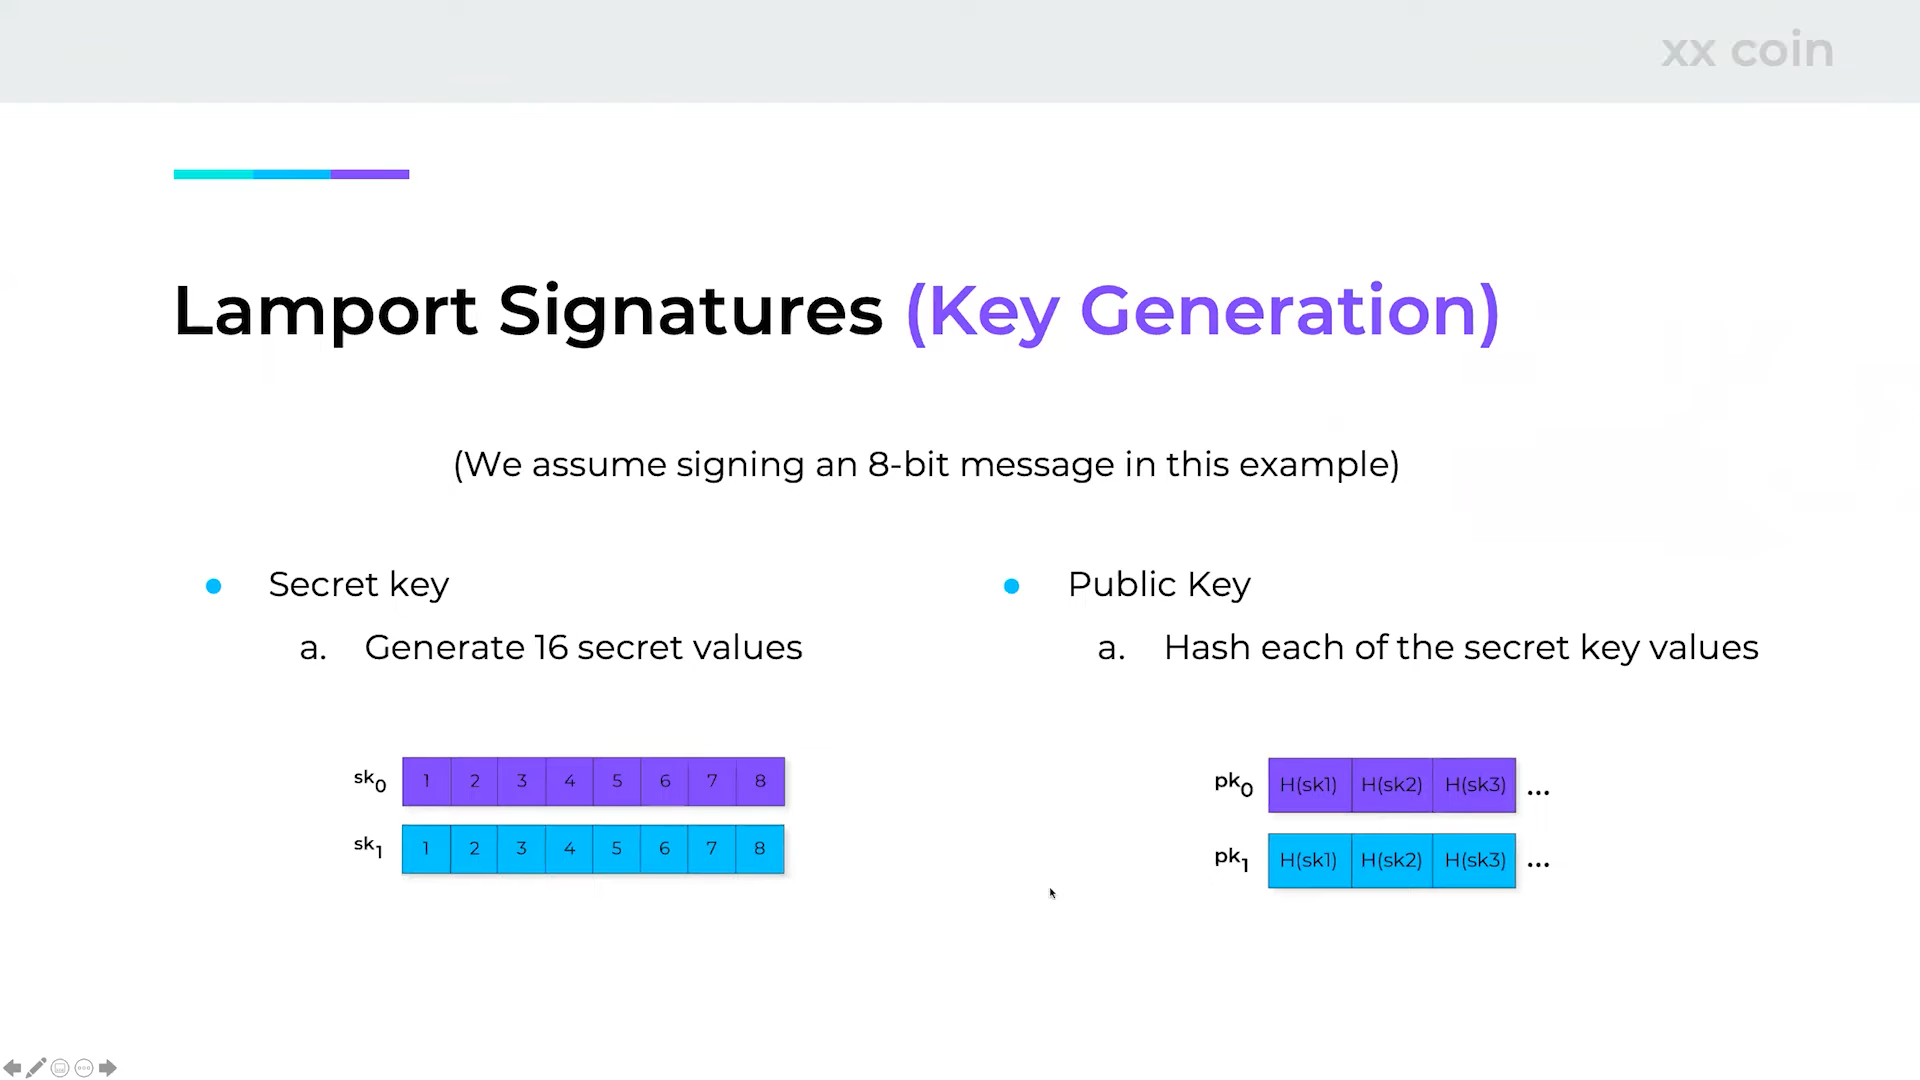 xx coin
Lamport Signatures (Key Generation)
(We assume signing an 8-bit message in this example)
● Secret key
a. Generate 16 secret values
sk0 1 2 3 4 5 6 7 8
sk1 1 2 3 4 5 6 7 8
● Public Key
a. Hash each of the secret key values
pk0 H(sk1) H(sk2) H(sk3) ...
pk1 H(sk1) H(sk2) H(sk3) ...